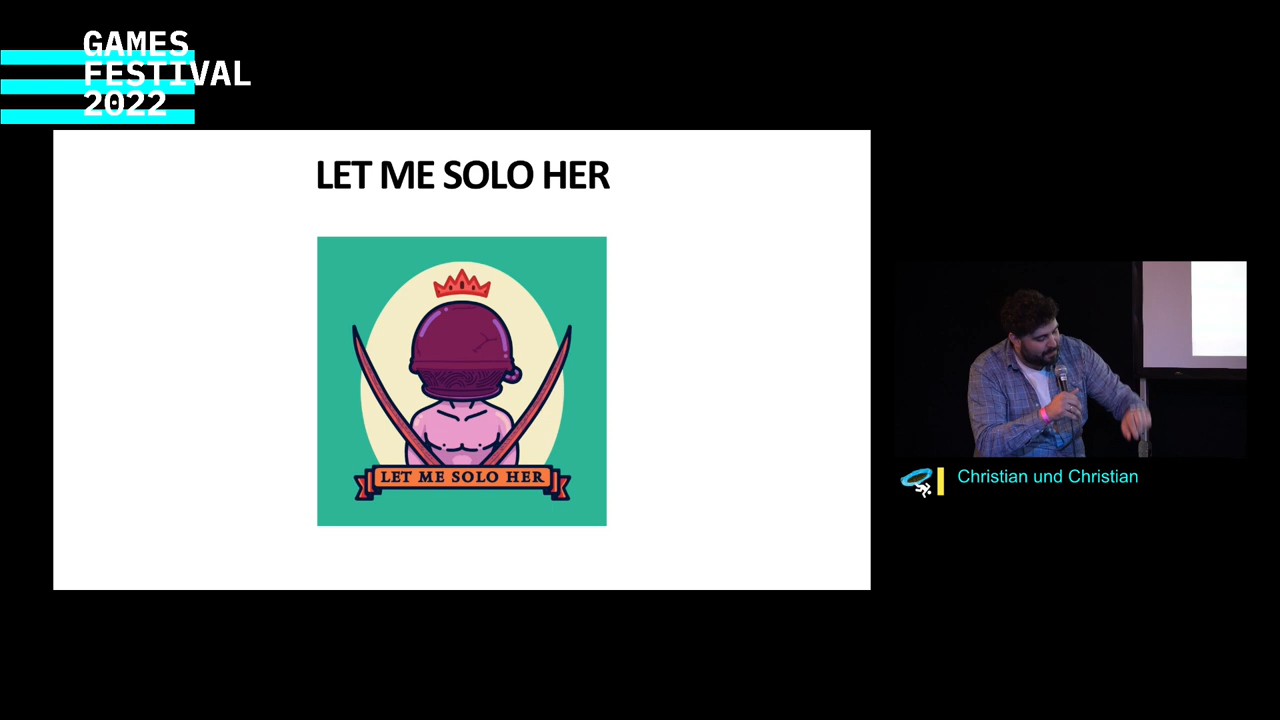 GAMES
FESTIVAL
2022
LET ME SOLO HER
LET ME SOLO HER
Christian und Christian